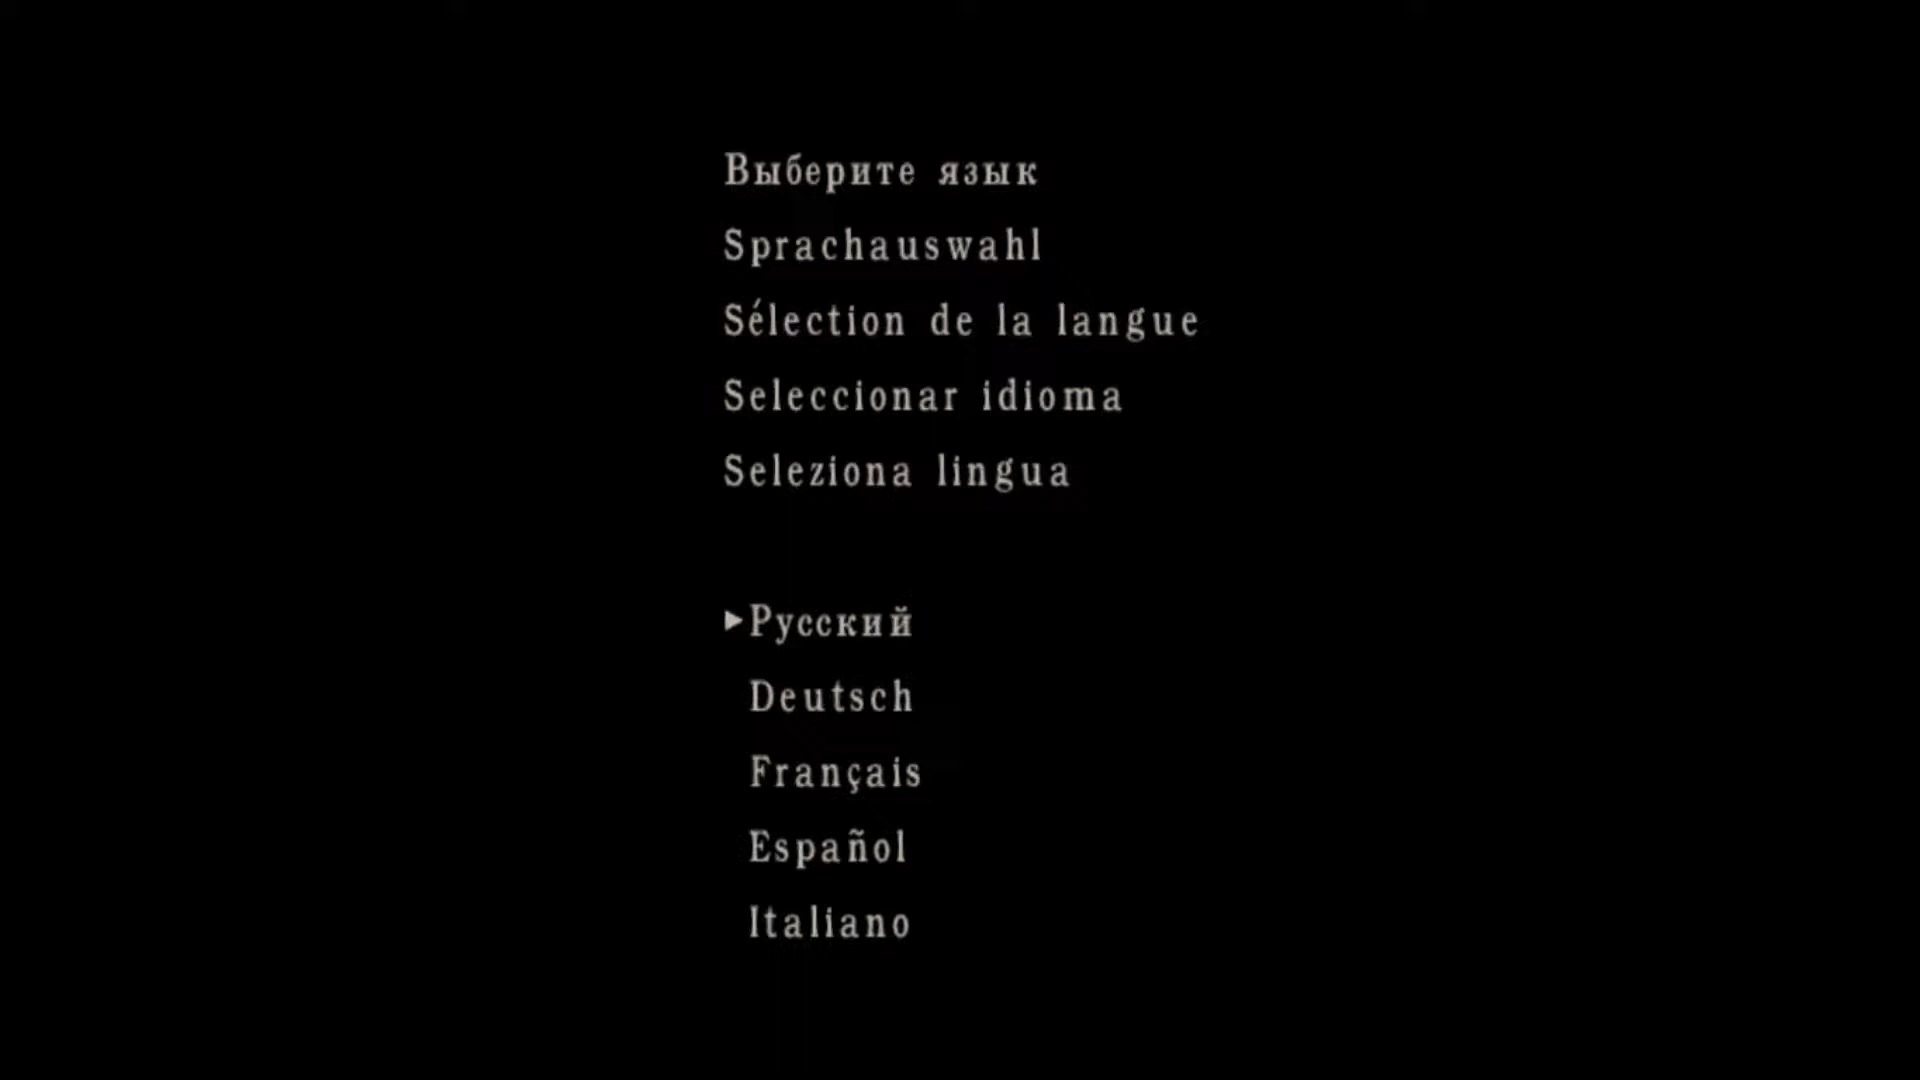 Выберите язык
Sprachauswahl
Sélection de la langue
Seleccionar idioma
Seleziona lingua
►Русский
Deutsch
Français
Español
Italiano